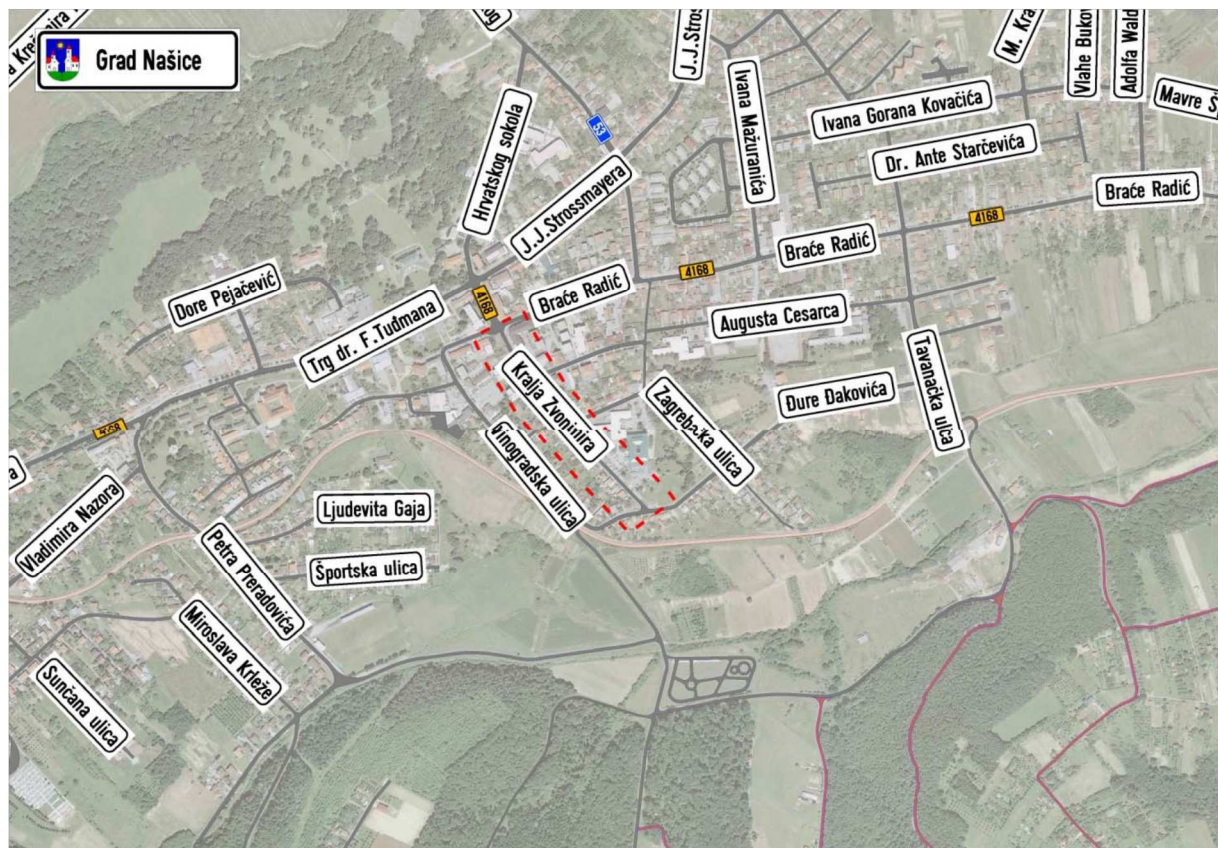 Grad Našice
J.J.Stros
M. Kra
Vlahe Buko
Adolfa Wald
Mavre Š
Ivana Mažuranića
Ivana Gorana Kovačića
Hrvatskog sokola
53
Dr. Ante Starčevića
J.J.Strossmayera
Braće Radić
4168
Braće Radić
4168
Braće Radić
4168
Dore Pejačević
Trg dr. F.Tuđmana
Augusta Cesarca
Tavanačka ulica
Kralja Zvonimira
Zagrebačka ulica
Đure Đakovića
Vinogradska ulica
Vladimira Nazora
Ljudevita Gaja
Petra Preradovića
Športska ulica
Miroslava Krleže
Sunčana ulica